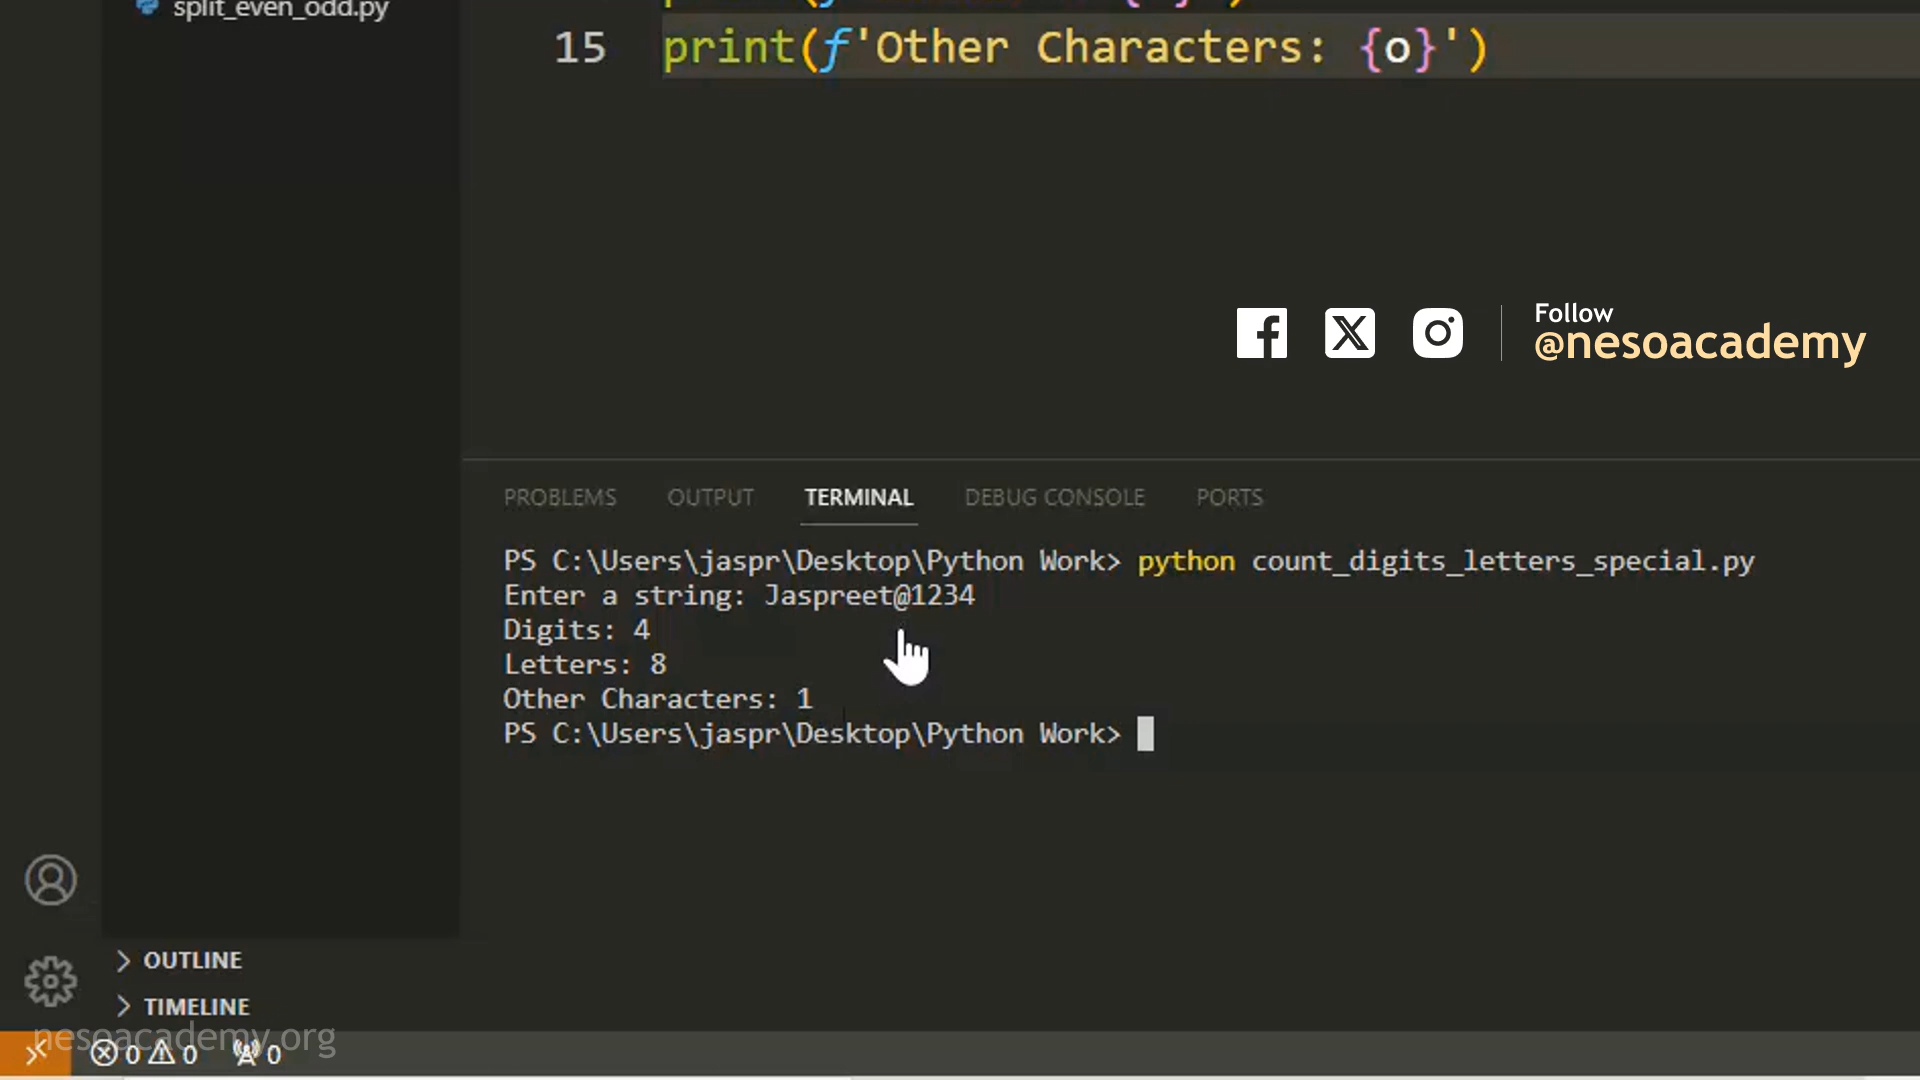 split_even_odd.py
15 print(f'Other Characters: {o}')
Follow
@nesoacademy
PROBLEMS OUTPUT TERMINAL DEBUG CONSOLE PORTS
PS C:\Users\jaspr\Desktop\Python Work> python count_digits_letters_special.py
Enter a string: Jaspreet@1234
Digits: 4
Letters: 8
Other Characters: 1
PS C:\Users\jaspr\Desktop\Python Work>
OUTLINE
TIMELINE
nesoacademy.org
0 0 0